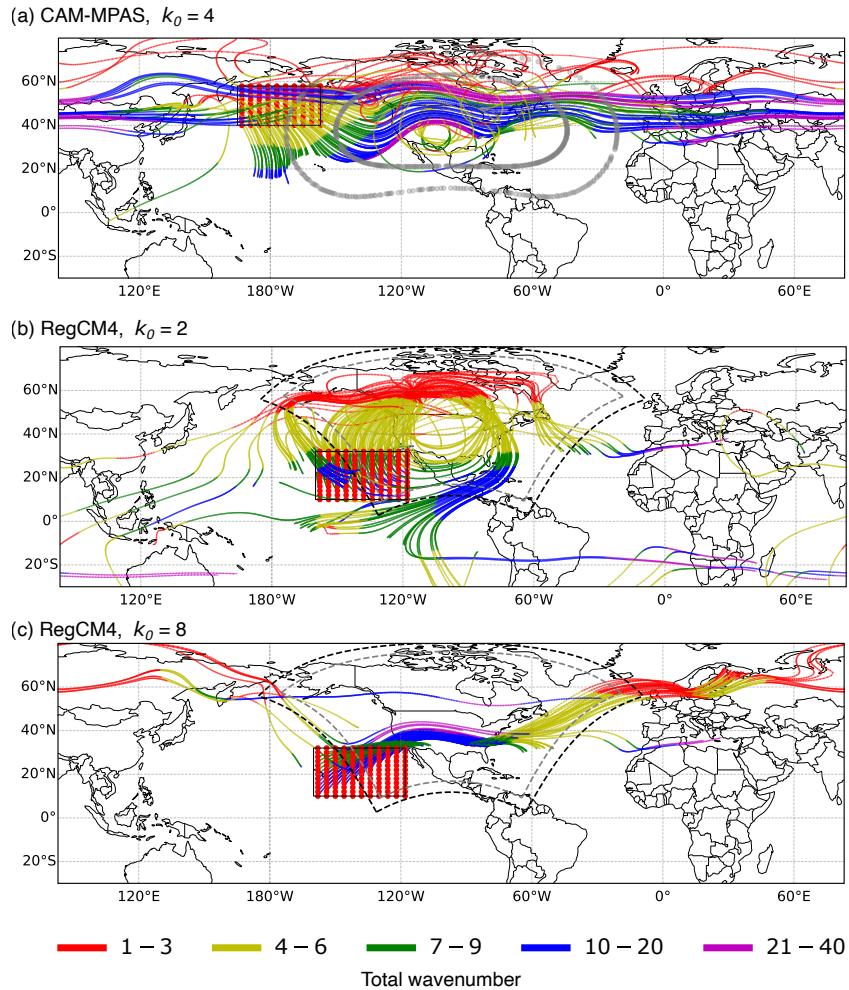 (a) CAM-MPAS, k₀ = 4
60°N
40°N
20°N
0°
20°S
120°E 180°W 120°W 60°W 0° 60°E
(b) RegCM4, k₀ = 2
60°N
40°N
20°N
0°
20°S
120°E 180°W 120°W 60°W 0° 60°E
(c) RegCM4, k₀ = 8
60°N
40°N
20°N
0°
20°S
120°E 180°W 120°W 60°W 0° 60°E
1 − 3 4 − 6 7 − 9 10 − 20 21 − 40
Total wavenumber